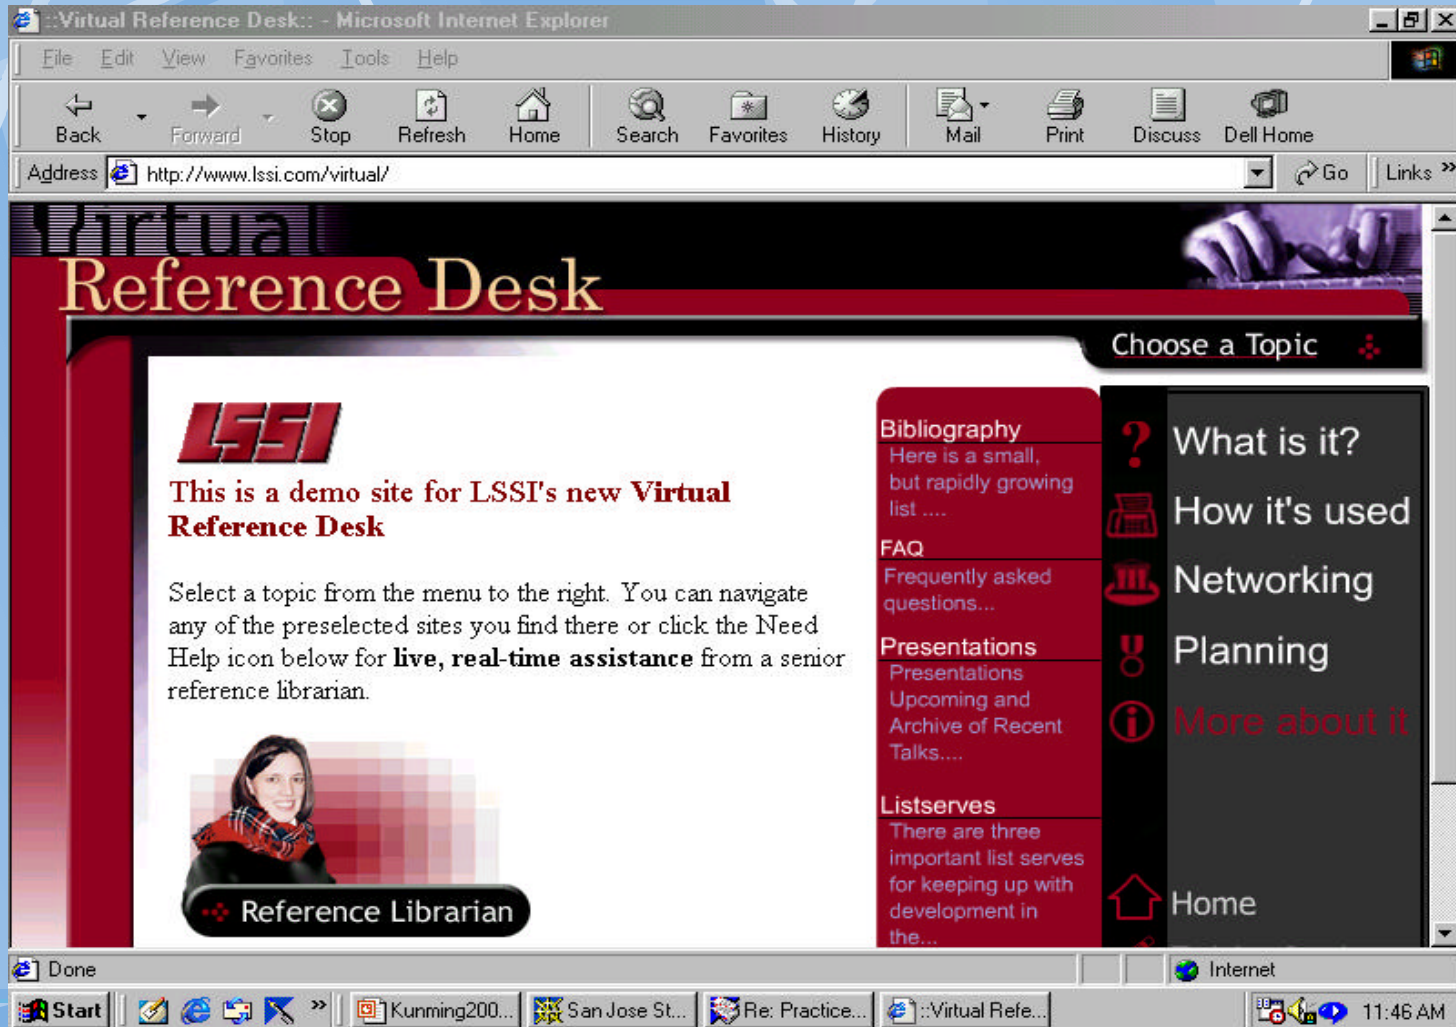 ::Virtual Reference Desk:: - Microsoft Internet Explorer
File Edit View Favorites Tools Help
Back Forward Stop Refresh Home Search Favorites History Mail Print Discuss Dell Home
Address http://www.lssi.com/virtual/ Go Links »
Virtual
Reference Desk
Choose a Topic
LSSI
This is a demo site for LSSI's new Virtual
Reference Desk
Select a topic from the menu to the right. You can navigate
any of the preselected sites you find there or click the Need
Help icon below for live, real-time assistance from a senior
reference librarian.
Reference Librarian
Bibliography
Here is a small,
but rapidly growing
list ....
FAQ
Frequently asked
questions...
Presentations
Presentations
Upcoming and
Archive of Recent
Talks....
Listserves
There are three
important list serves
for keeping up with
development in
the...
What is it?
How it's used
Networking
Planning
More about it
Home
Done Internet
Start » Kunming200... San Jose St... Re: Practice... ::Virtual Refe... 11:46 AM